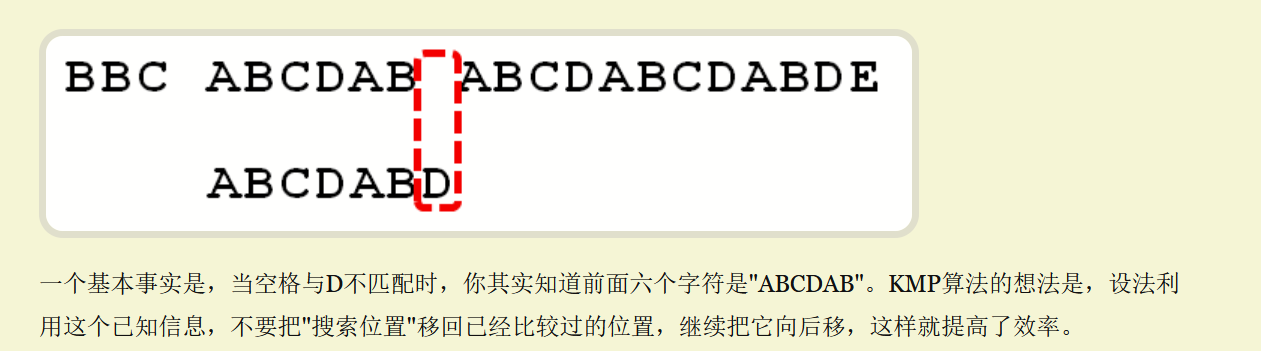 BBC ABCDAB ABCDABCDABDE
ABCDABD
一个基本事实是，当空格与D不匹配时，你其实知道前面六个字符是"ABCDAB"。KMP算法的想法是，设法利
用这个已知信息，不要把"搜索位置"移回已经比较过的位置，继续把它向后移，这样就提高了效率。